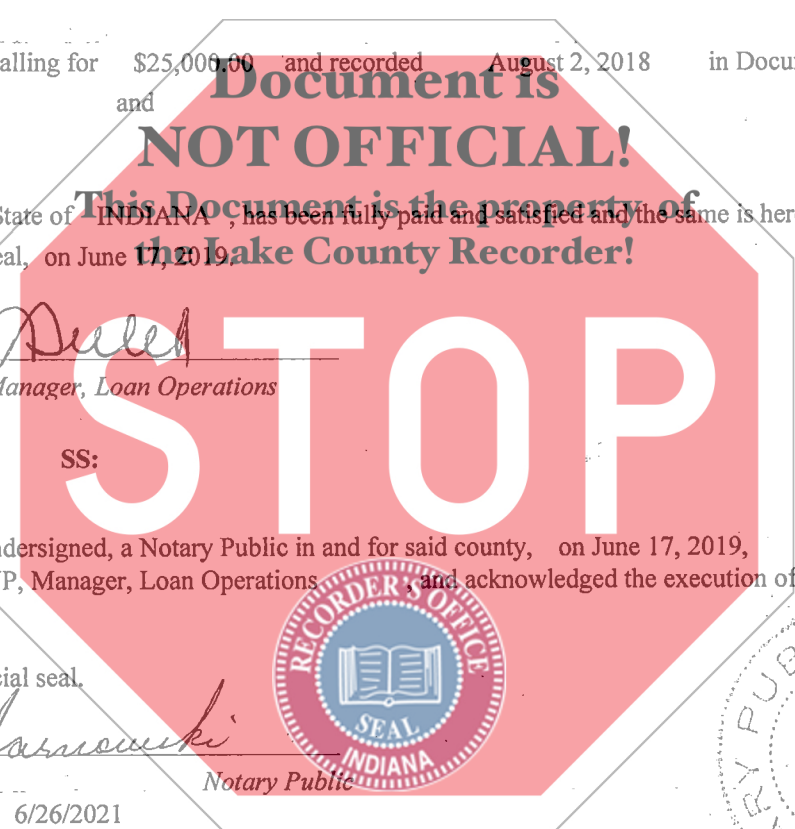 alling for $25,000.00 and recorded August 2, 2018 in Docu
Document is
and
NOT OFFICIAL!
This Document is the property of
State of INDIANA , has been fully paid and satisfied and the same is her
the Lake County Recorder!
eal, on June 17, 2019.
Manager, Loan Operations
STOP
SS:
ndersigned, a Notary Public in and for said county, on June 17, 2019,
VP, Manager, Loan Operations , and acknowledged the execution of
RECORDER'S OFFICE
SEAL
INDIANA
cial seal.
Notary Public
6/26/2021
RY PUB